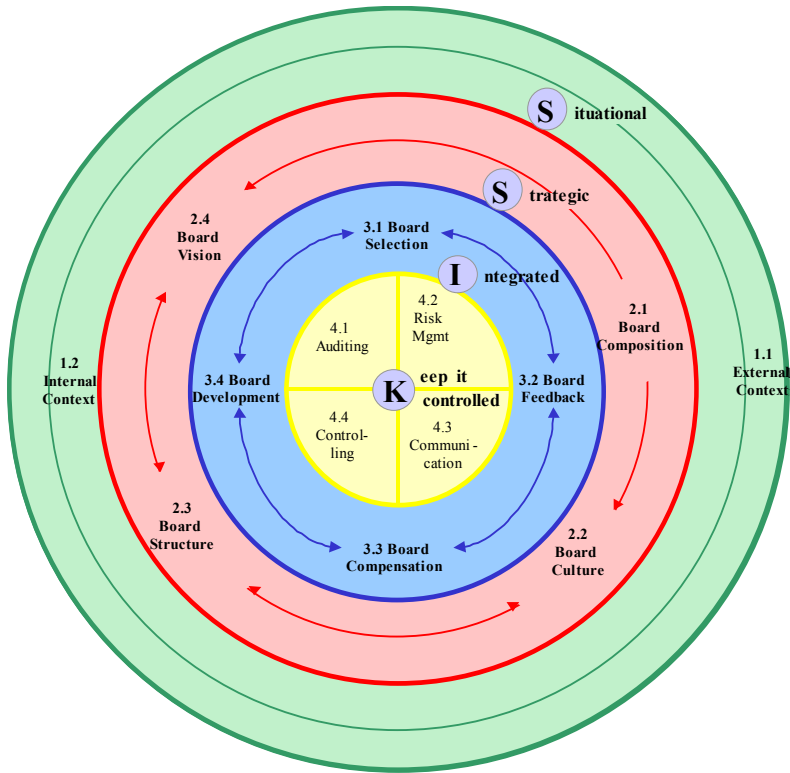 S ituational
S trategic
2.4
Board
Vision
3.1 Board
Selection
I ntegrated
4.2
Risk
Mgmt
4.1
Auditing
2.1
Board
Composition
1.2
Internal
Context
1.1
External
Context
3.4 Board
Development
K eep it
controlled
3.2 Board
Feedback
4.4
Control-
ling
4.3
Communi-
cation
2.3
Board
Structure
2.2
Board
Culture
3.3 Board
Compensation